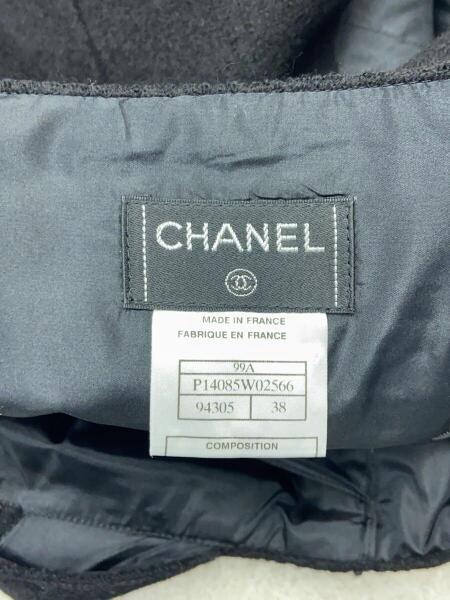 CHANEL
MADE IN FRANCE
FABRIQUE EN FRANCE
99A
P14085W02566
94305 38
COMPOSITION